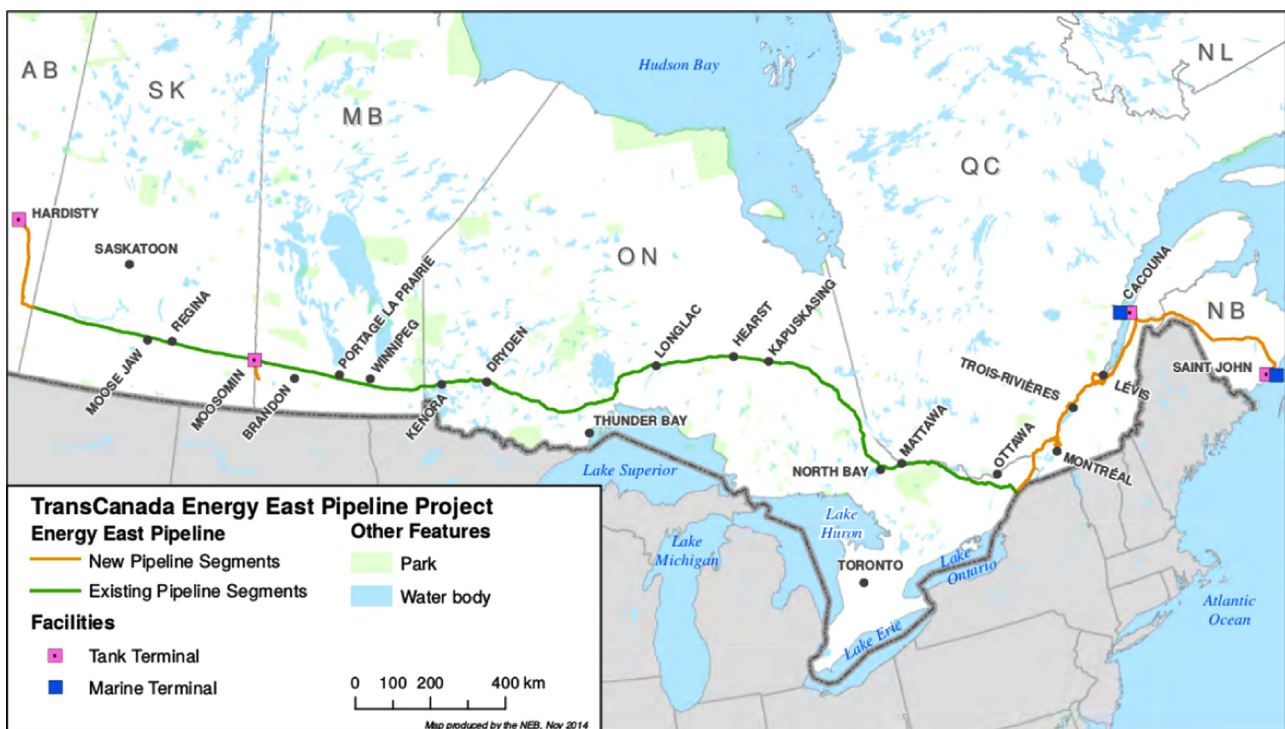 AB
SK
MB
Hudson Bay
NL
QC
ON
NB
HARDISTY
SASKATOON
MOOSE JAW
REGINA
MOOSOMIN
BRANDON
PORTAGE LA PRAIRIE
WINNIPEG
KENORA
DRYDEN
THUNDER BAY
LONGLAC
HEARST
KAPUSKASING
NORTH BAY
MATTAWA
OTTAWA
MONTRÉAL
TROIS-RIVIÈRES
LÉVIS
CACOUNA
SAINT JOHN
Lake Superior
Lake
Michigan
Lake
Huron
TORONTO
Lake
Ontario
Lake Erie
Atlantic
Ocean
TransCanada Energy East Pipeline Project
Energy East Pipeline
New Pipeline Segments
Existing Pipeline Segments
Facilities
Tank Terminal
Marine Terminal
Other Features
Park
Water body
0 100 200 400 km
Map produced by the NEB, Nov 2014